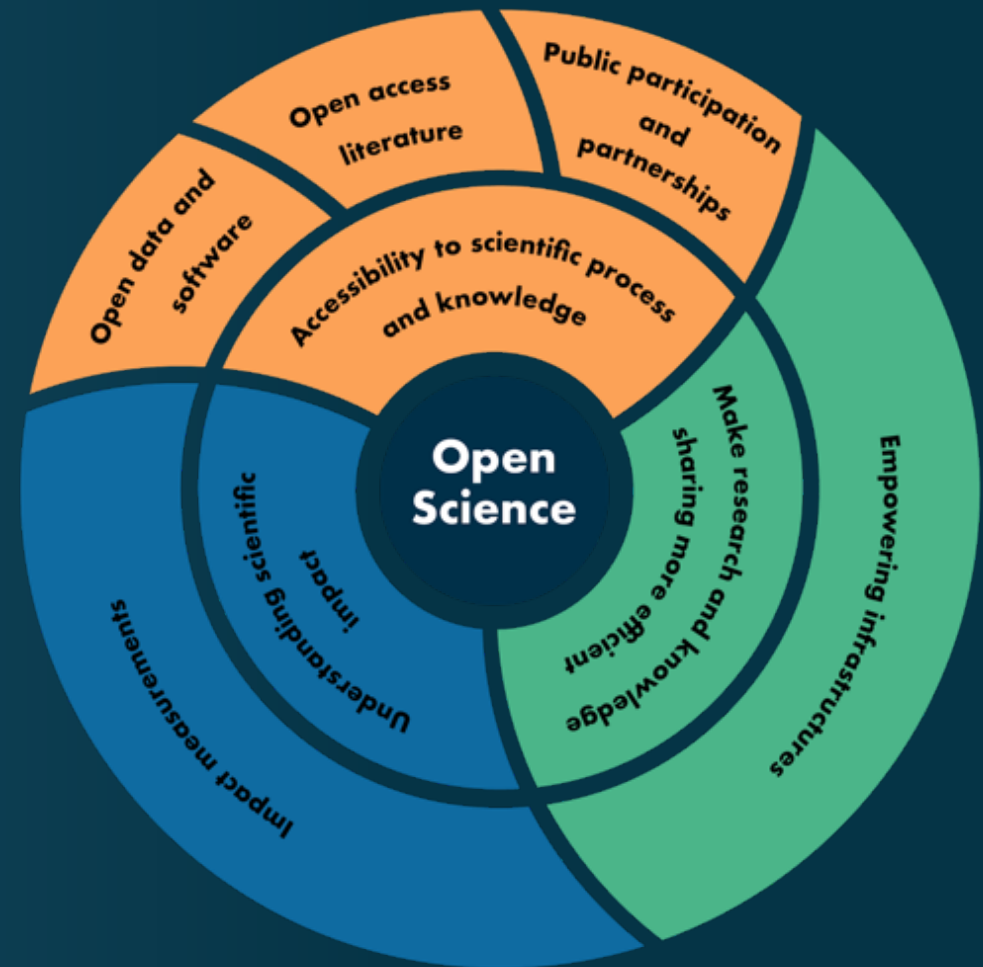 Open
Science
Accessibility to scientific process
and knowledge
Open data and
software
Open access
literature
Public participation
and
partnerships
Make research and knowledge
sharing more efficient
Empowering infrastructures
Understanding scientific
impact
Impact measurements